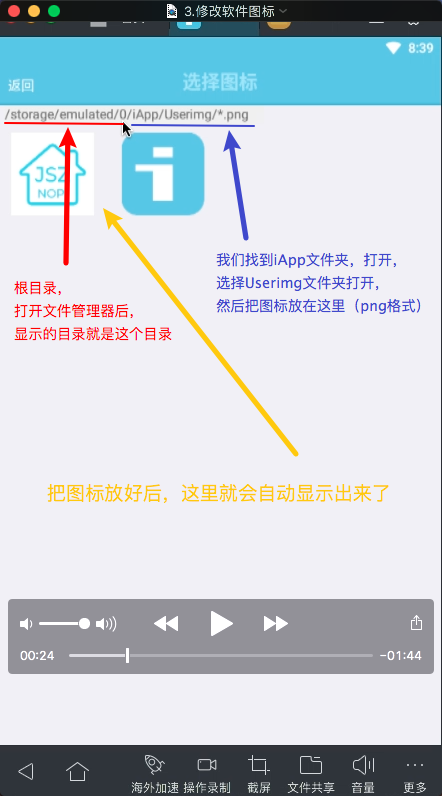 3.修改软件图标
8:39
返回
选择图标
/storage/emulated/0/iApp/Userimg/*.png
JSZ
NOP
i
根目录，
打开文件管理器后，
显示的目录就是这个目录
我们找到iApp文件夹，打开，
选择Userimg文件夹打开，
然后把图标放在这里（png格式）
把图标放好后，这里就会自动显示出来了
00:24
−01:44
海外加速 操作录制 截屏 文件共享 音量 更多